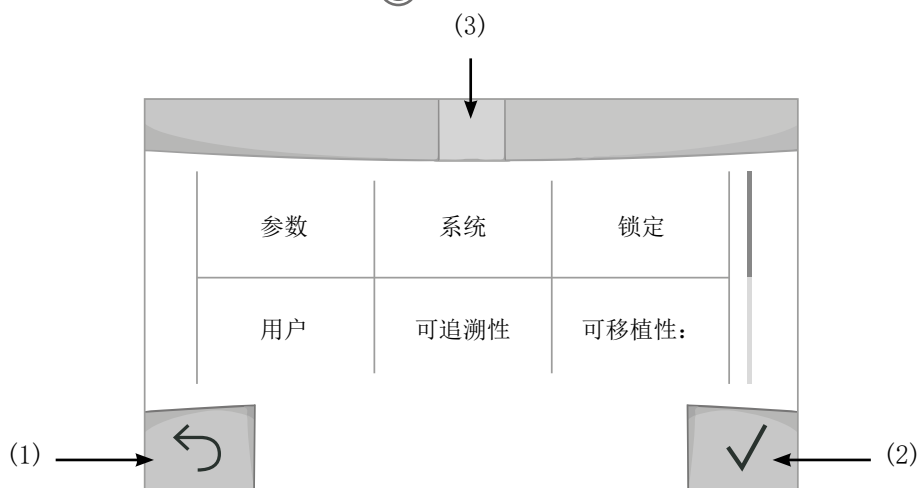 (3)
参数 系统 锁定
用户 可追溯性 可移植性:
(1)
(2)